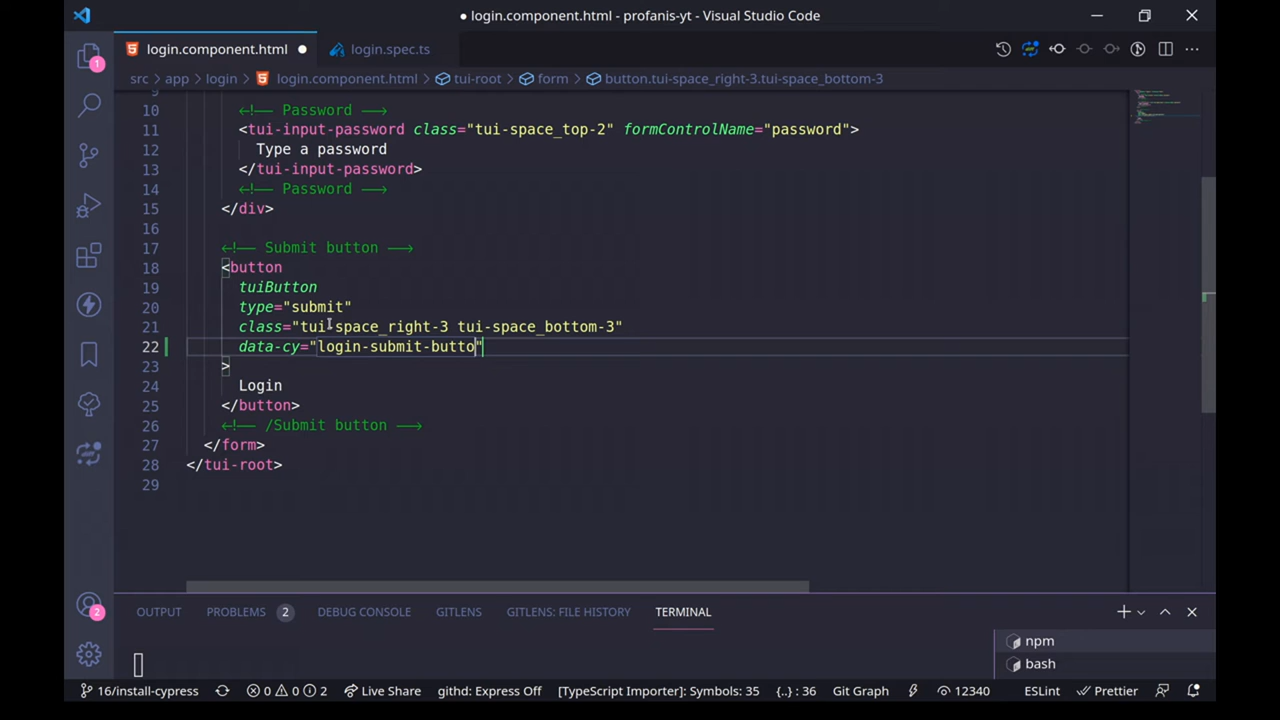 ● login.component.html - profanis-yt - Visual Studio Code
login.component.html ●
login.spec.ts
src > app > login > login.component.html > tui-root > form > button.tui-space_right-3.tui-space_bottom-3
9
10 <!-- Password -->
11 <tui-input-password class="tui-space_top-2" formControlName="password">
12 Type a password
13 </tui-input-password>
14 <!-- Password -->
15 </div>
16
17 <!-- Submit button -->
18 <button
19 tuiButton
20 type="submit"
21 class="tui-space_right-3 tui-space_bottom-3"
22 data-cy="login-submit-butto"
23 >
24 Login
25 </button>
26 <!-- /Submit button -->
27 </form>
28 </tui-root>
29
1
2
OUTPUT PROBLEMS 2 DEBUG CONSOLE GITLENS GITLENS: FILE HISTORY TERMINAL
npm
bash
16/install-cypress 0 0 2 Live Share githd: Express Off [TypeScript Importer]: Symbols: 35 {..} : 36 Git Graph 12340 ESLint Prettier